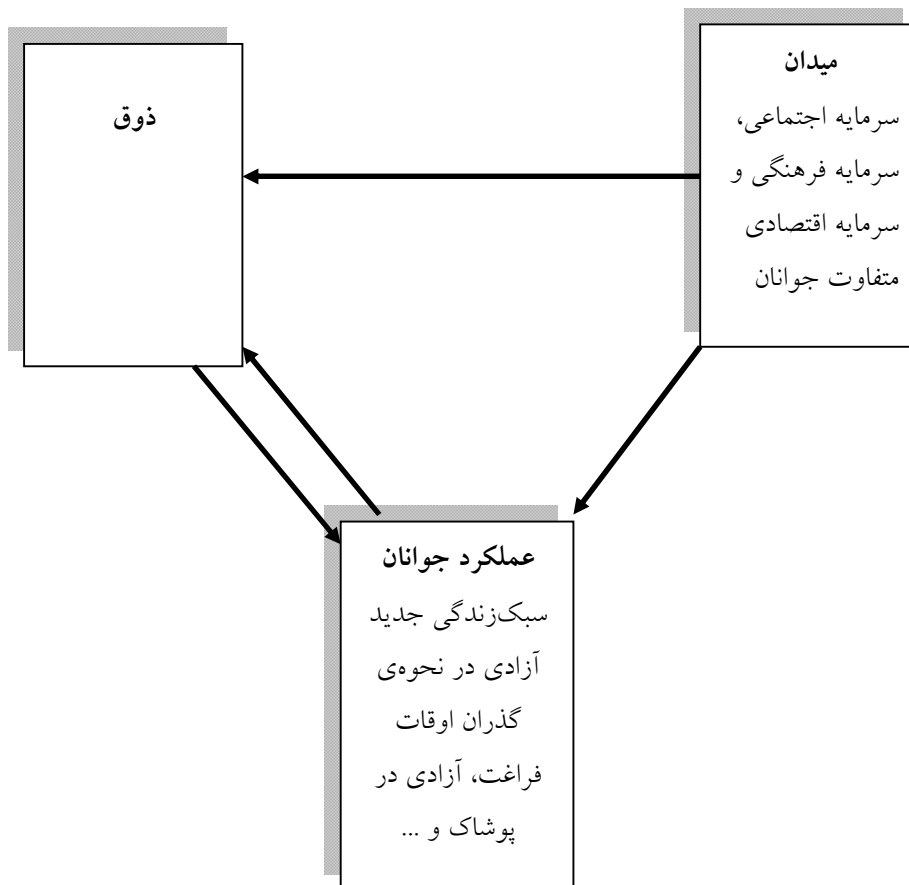 میدان
سرمایه اجتماعی،
سرمایه فرهنگی و
سرمایه اقتصادی
متفاوت جوانان
ذوق
عملکرد جوانان
سبک‌زندگی جدید
آزادی در نحوه‌ی
گذران اوقات
فراغت، آزادی در
پوشاک و ...